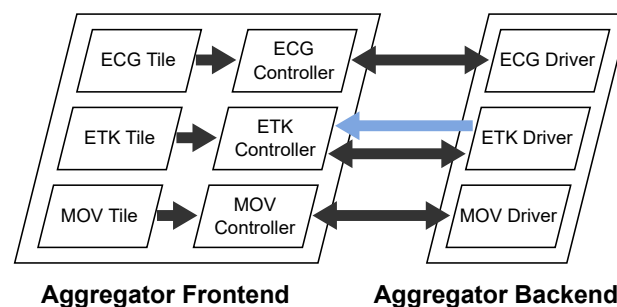 ECG Tile
ECG
Controller
ECG Driver
ETK Tile
ETK
Controller
ETK Driver
MOV Tile
MOV
Controller
MOV Driver
Aggregator Frontend
Aggregator Backend